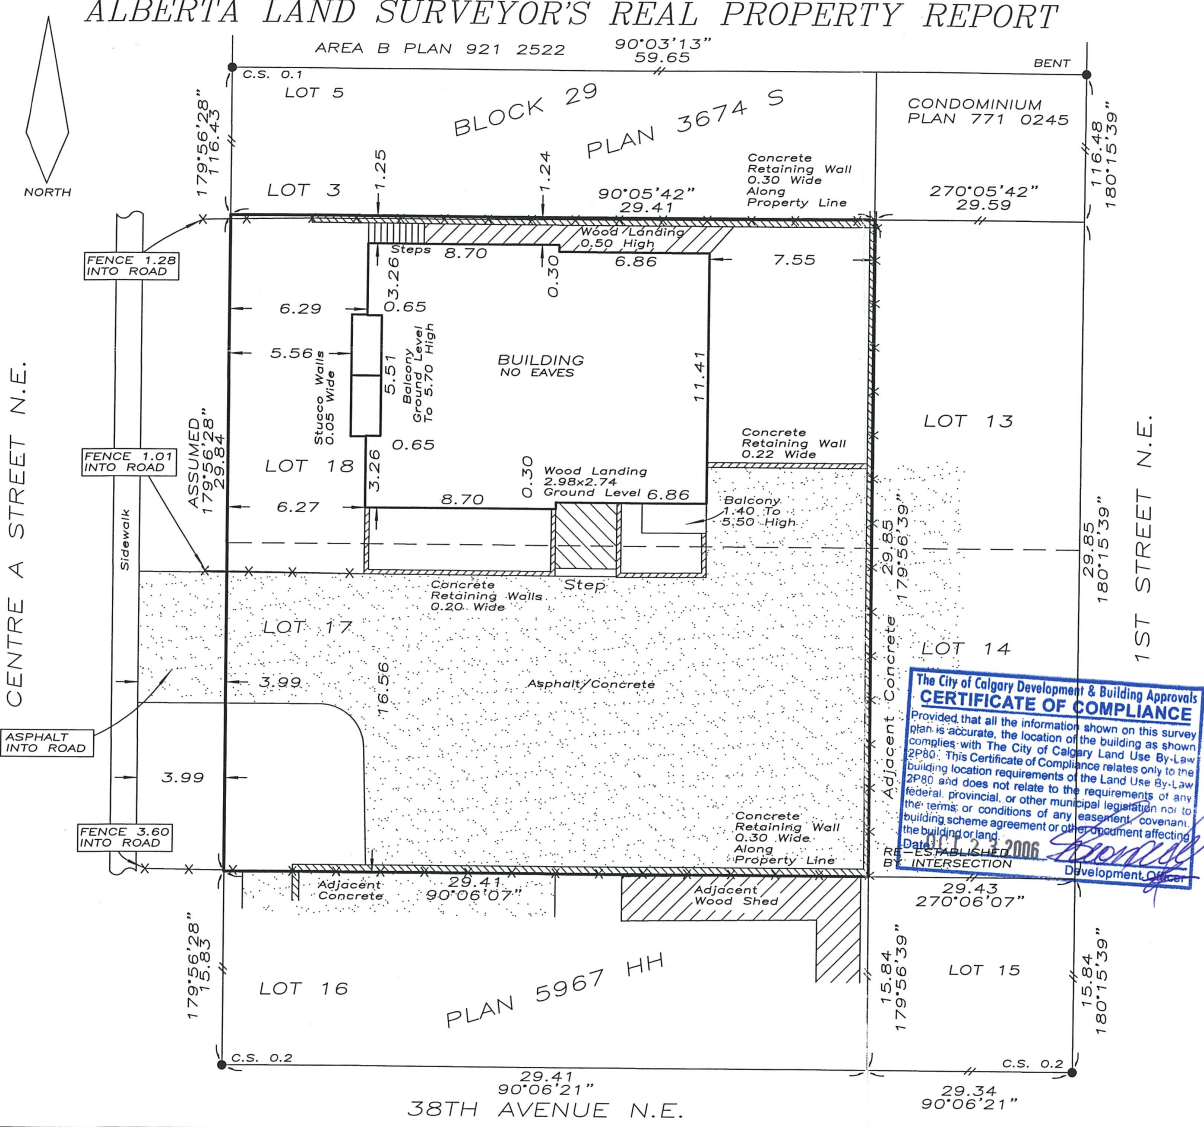 ALBERTA LAND SURVEYOR'S REAL PROPERTY REPORT
AREA B PLAN 921 2522
90°03'13"
59.65
BENT
C.S. 0.1
LOT 5
BLOCK 29
PLAN 3674 S
CONDOMINIUM
PLAN 771 0245
179°56'28"
116.43
116.48
180°15'39"
NORTH
LOT 3
1.25
1.24
Concrete
Retaining Wall
0.30 Wide
Along
Property Line
90°05'42"
29.41
270°05'42"
29.59
FENCE 1.28
INTO ROAD
Steps
Wood Landing
0.50 High
8.70
6.86
7.55
3.26
0.30
6.29
0.65
5.56
5.51
Balcony
Ground Level
To 5.70 High
Stucco Walls
0.05 Wide
BUILDING
NO EAVES
11.41
CENTRE A STREET N.E.
1ST STREET N.E.
LOT 13
ASSUMED
179°56'28"
29.84
FENCE 1.01
INTO ROAD
LOT 18
0.65
3.26
Concrete
Retaining Wall
0.22 Wide
0.30
Wood Landing
2.98x2.74
Ground Level
6.86
8.70
6.27
Balcony
1.40 To
5.50 High
Sidewalk
29.85
179°56'39"
29.85
180°15'39"
Concrete
Retaining Walls
0.20 Wide
Step
LOT 17
LOT 14
3.99
16.56
Asphalt/Concrete
Adjacent Concrete
ASPHALT
INTO ROAD
3.99
The City of Calgary Development & Building Approvals
CERTIFICATE OF COMPLIANCE
Provided that all the information shown on this survey
plan is accurate, the location of the building as shown
complies with The City of Calgary Land Use By-Law
2P80. This Certificate of Compliance relates only to the
building location requirements of the Land Use By-Law
2P80 and does not relate to the requirements of any
federal, provincial, or other municipal legislation nor to
the terms or conditions of any easement, covenant,
building scheme agreement or other document affecting
the building or land.
Date OCT 23 2006
Development Officer
RE-ESTABLISHED
BY INTERSECTION
FENCE 3.60
INTO ROAD
Concrete
Retaining Wall
0.30 Wide
Along
Property Line
Adjacent
Concrete
29.41
90°06'07"
Adjacent
Wood Shed
29.43
270°06'07"
179°56'28"
15.83
LOT 16
PLAN 5967 HH
15.84
179°56'39"
LOT 15
15.84
180°15'39"
C.S. 0.2
C.S. 0.2
29.41
90°06'21"
29.34
90°06'21"
38TH AVENUE N.E.